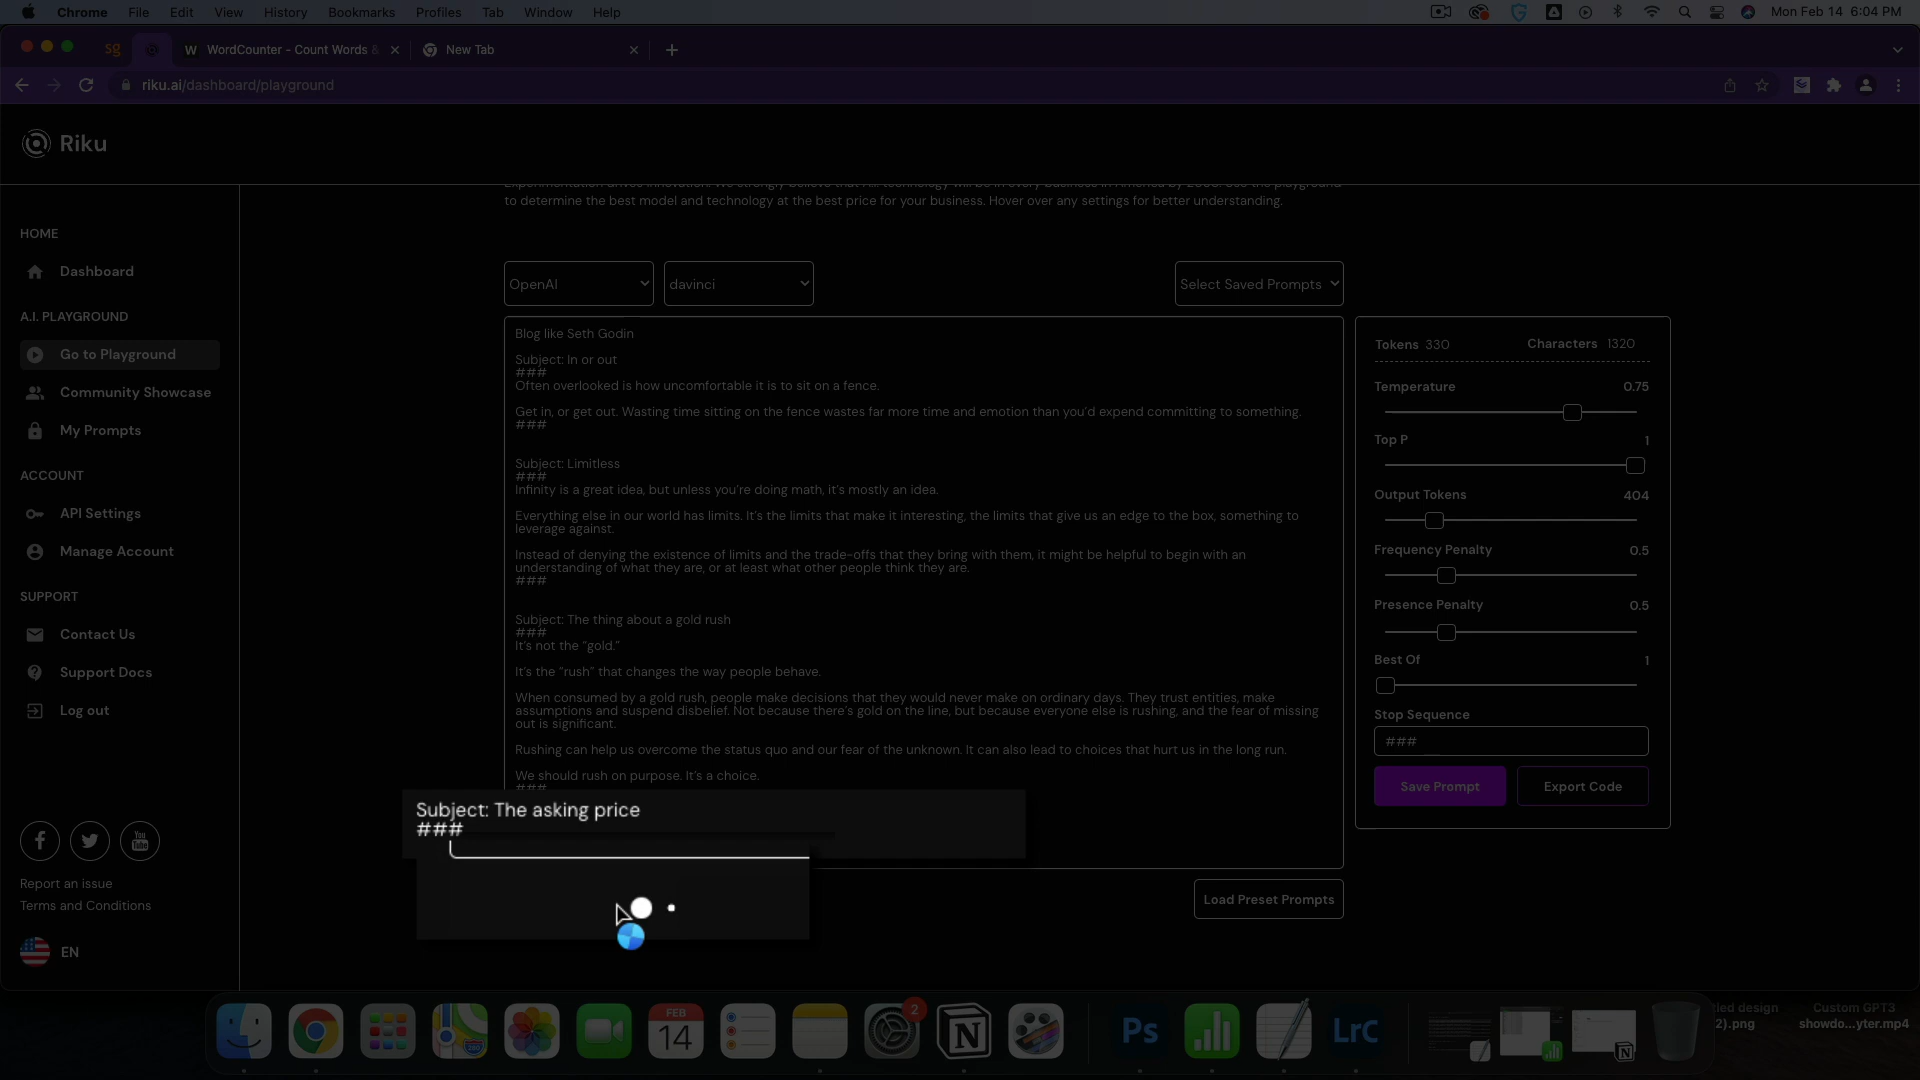 Chrome File Edit View History Bookmarks Profiles Tab Window Help
Mon Feb 14 6:04 PM
sg
W WordCounter - Count Words &
New Tab
riku.ai/dashboard/playground
Riku
to determine the best model and technology at the best price for your business. Hover over any settings for better understanding.
HOME
Dashboard
A.I. PLAYGROUND
Go to Playground
Community Showcase
My Prompts
ACCOUNT
API Settings
Manage Account
SUPPORT
Contact Us
Support Docs
Log out
You Tube
Report an issue
Terms and Conditions
EN
OpenAI
davinci
Select Saved Prompts
Blog like Seth Godin
Subject: In or out
###
Often overlooked is how uncomfortable it is to sit on a fence.
Get in, or get out. Wasting time sitting on the fence wastes far more time and emotion than you'd expend committing to something.
###
Subject: Limitless
###
Infinity is a great idea, but unless you're doing math, it's mostly an idea.
Everything else in our world has limits. It's the limits that make it interesting, the limits that give us an edge to the box, something to
leverage against.
Instead of denying the existence of limits and the trade-offs that they bring with them, it might be helpful to begin with an
understanding of what they are, or at least what other people think they are.
###
Subject: The thing about a gold rush
###
It's not the "gold."
It's the "rush" that changes the way people behave.
When consumed by a gold rush, people make decisions that they would never make on ordinary days. They trust entities, make
assumptions and suspend disbelief. Not because there's gold on the line, but because everyone else is rushing, and the fear of missing
out is significant.
Rushing can help us overcome the status quo and our fear of the unknown. It can also lead to choices that hurt us in the long run.
We should rush on purpose. It's a choice.
###
Subject: The asking price
###
Load Preset Prompts
Tokens 330
Characters 1320
Temperature 0.75
Top P 1
Output Tokens 404
Frequency Penalty 0.5
Presence Penalty 0.5
Best Of 1
Stop Sequence
###
Save Prompt
Export Code
FEB
14
2
Ps
LrC
2).png
Custom GPT3
showdo...yter.mp4